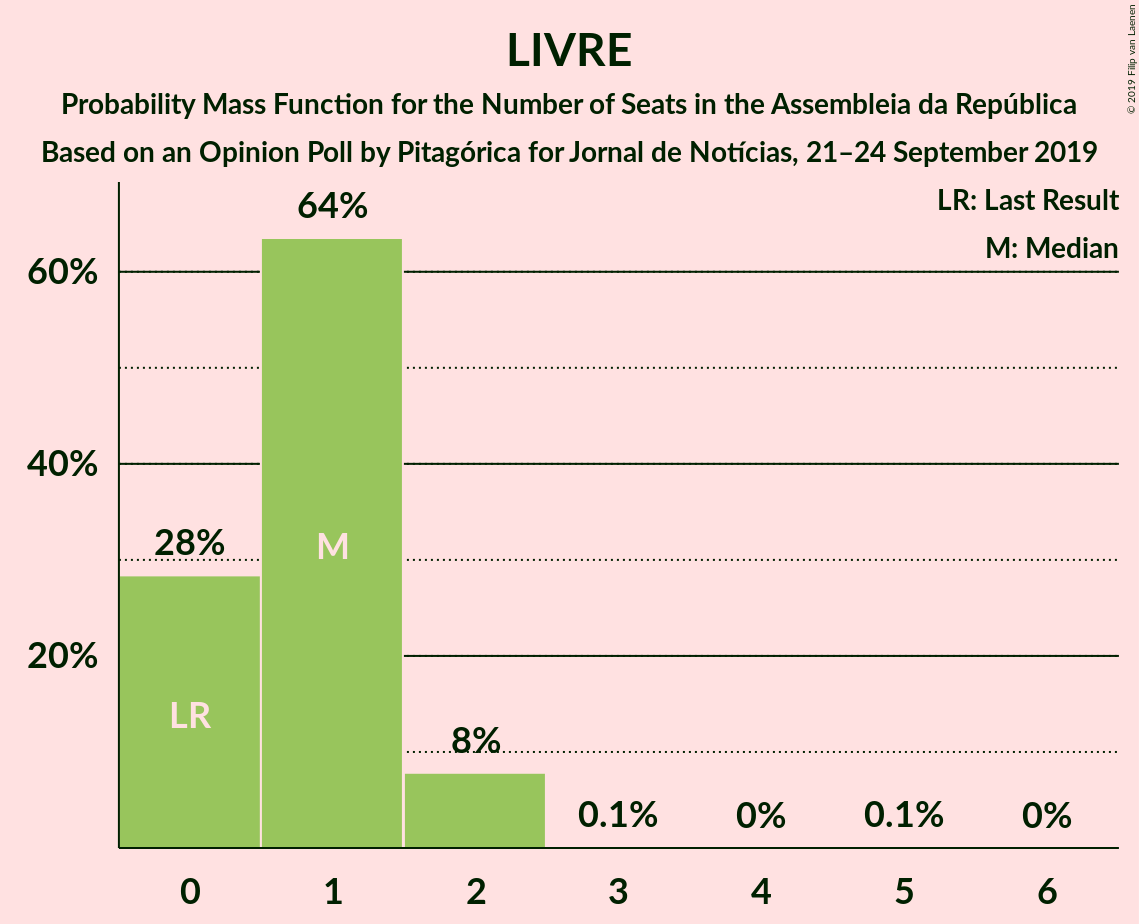 LIVRE
Probability Mass Function for the Number of Seats in the Assembleia da República
Based on an Opinion Poll by Pitagórica for Jornal de Notícias, 21–24 September 2019
© 2019 Filip van Laenen
LR: Last Result
M: Median
64%
60%
40%
28%
M
20%
LR
8%
0.1%
0%
0.1%
0%
0 1 2 3 4 5 6